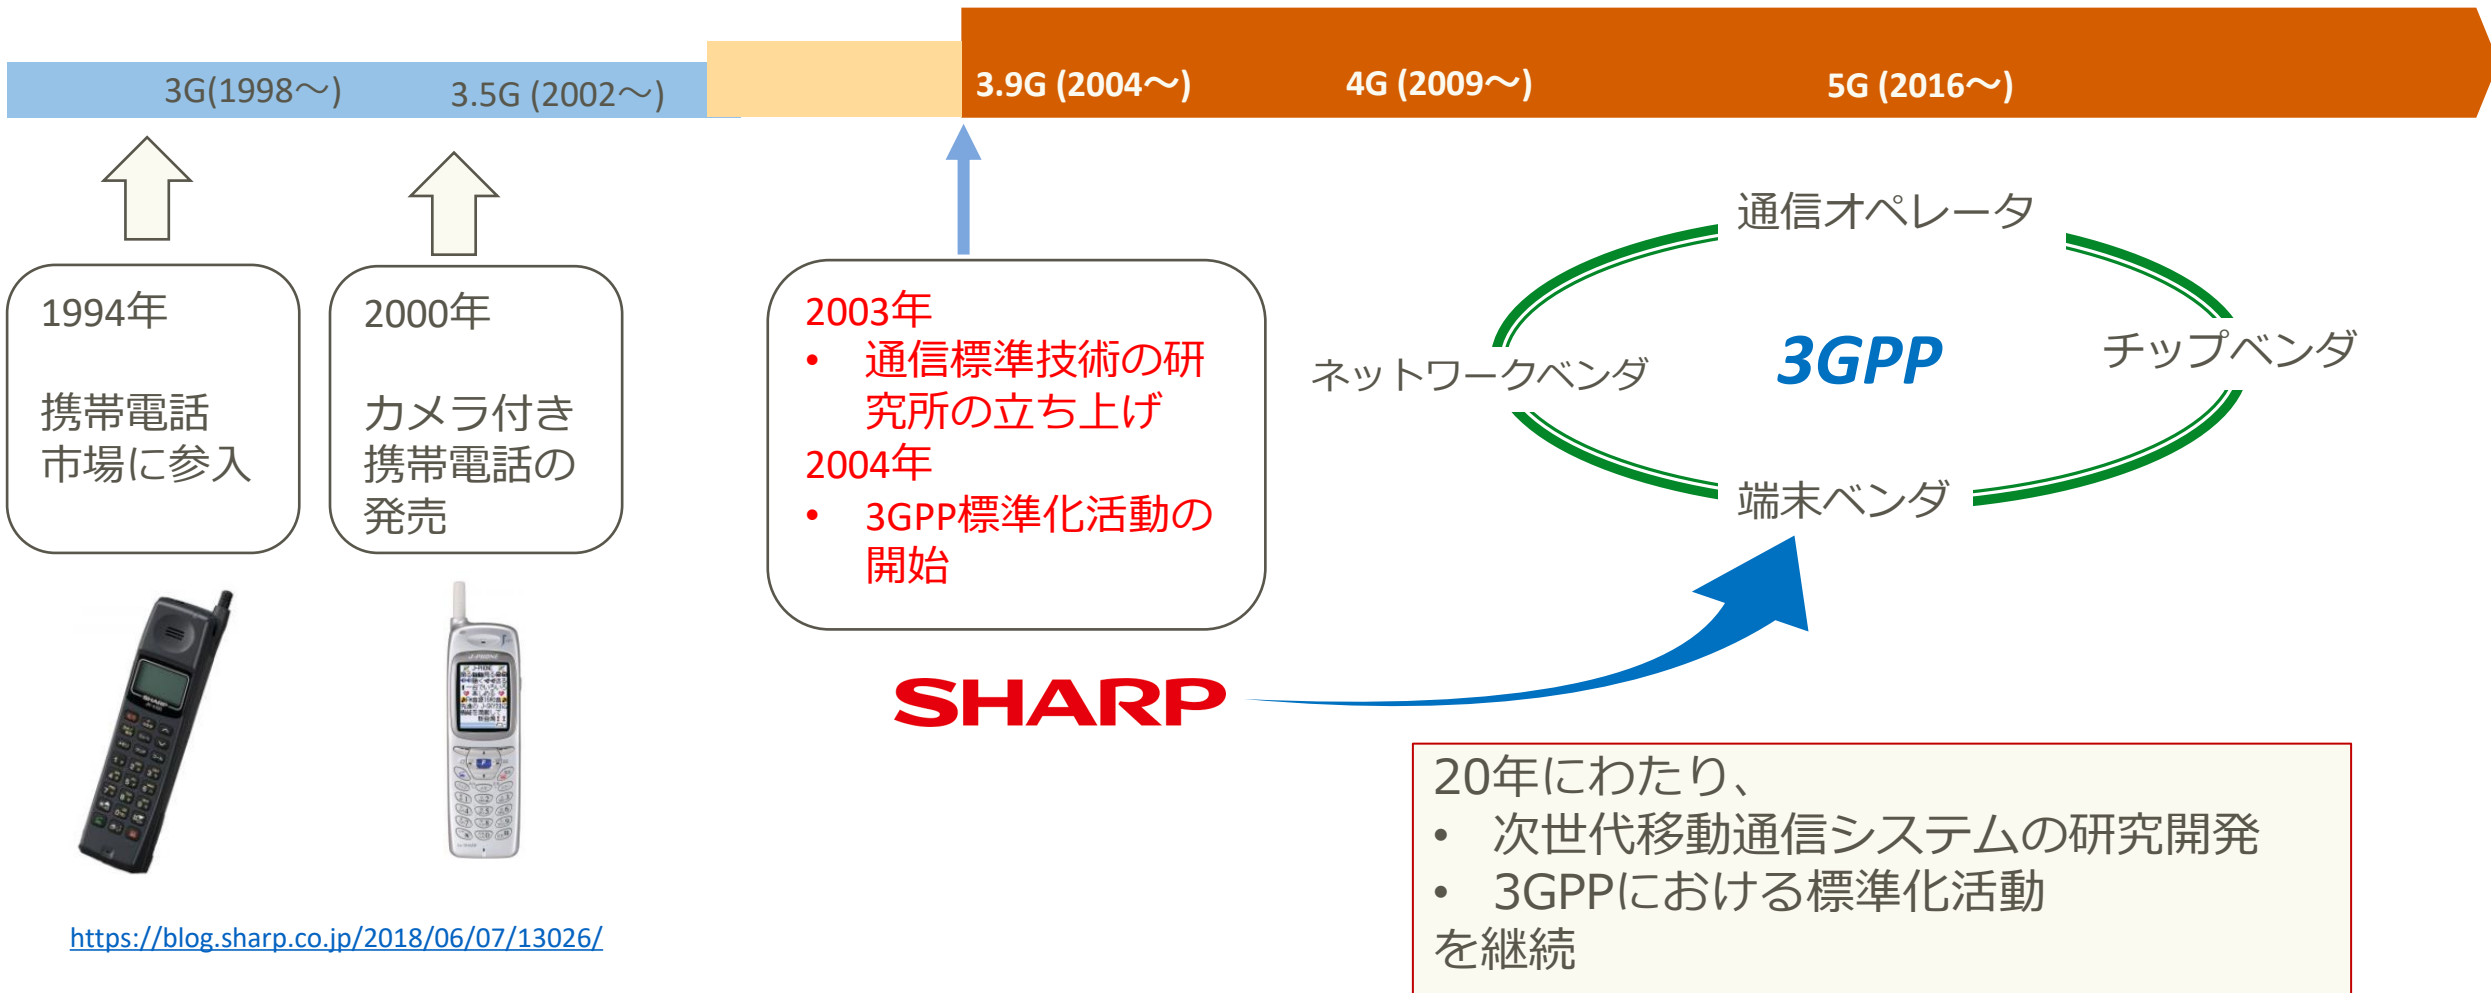 3G(1998～)
3.5G (2002～)
3.9G (2004～)
4G (2009～)
5G (2016～)
1994年
携帯電話
市場に参入
2000年
カメラ付き
携帯電話の
発売
2003年
• 通信標準技術の研
究所の立ち上げ
2004年
• 3GPP標準化活動の
開始
通信オペレータ
ネットワークベンダ
3GPP
チップベンダ
端末ベンダ
SHARP
20年にわたり、
• 次世代移動通信システムの研究開発
• 3GPPにおける標準化活動
を継続
SHARP
J-PHONE
https://blog.sharp.co.jp/2018/06/07/13026/